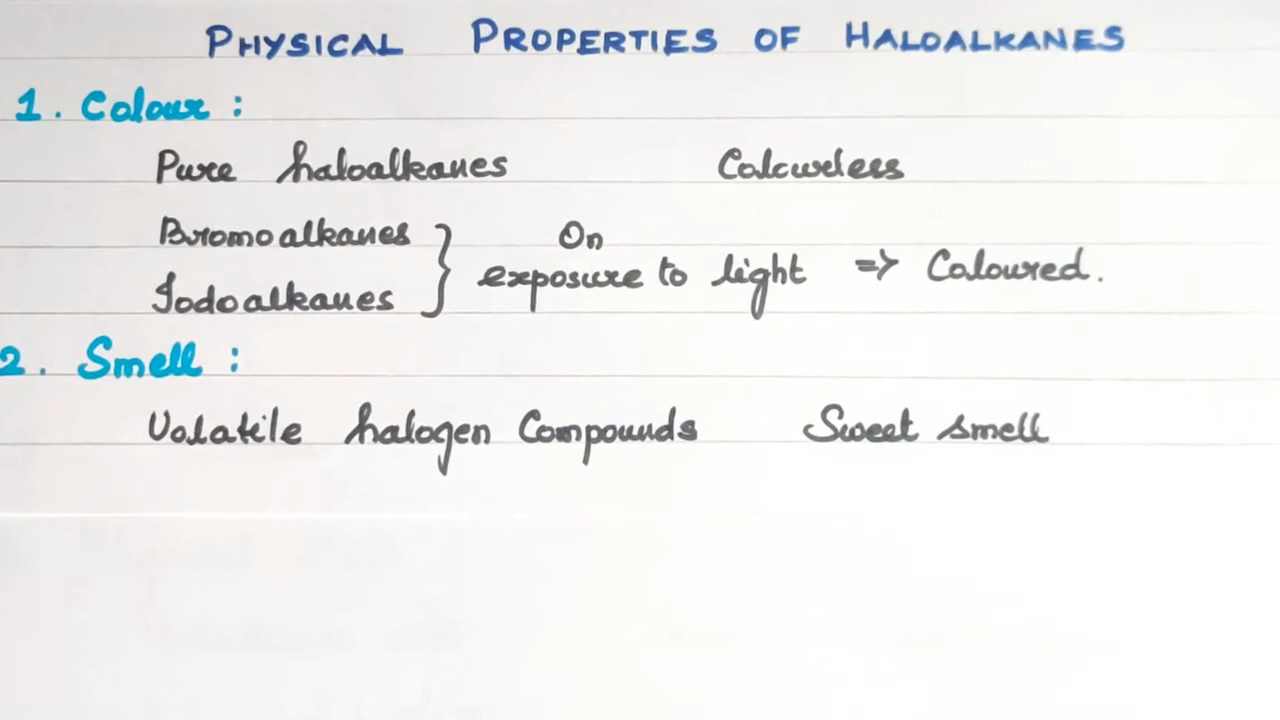 PHYSICAL PROPERTIES OF HALOALKANES
1. Colour :
Pure haloalkanes Colourless
Bromoalkanes
Iodoalkanes } On exposure to light => Coloured.
2. Smell :
Volatile halogen Compounds Sweet smell